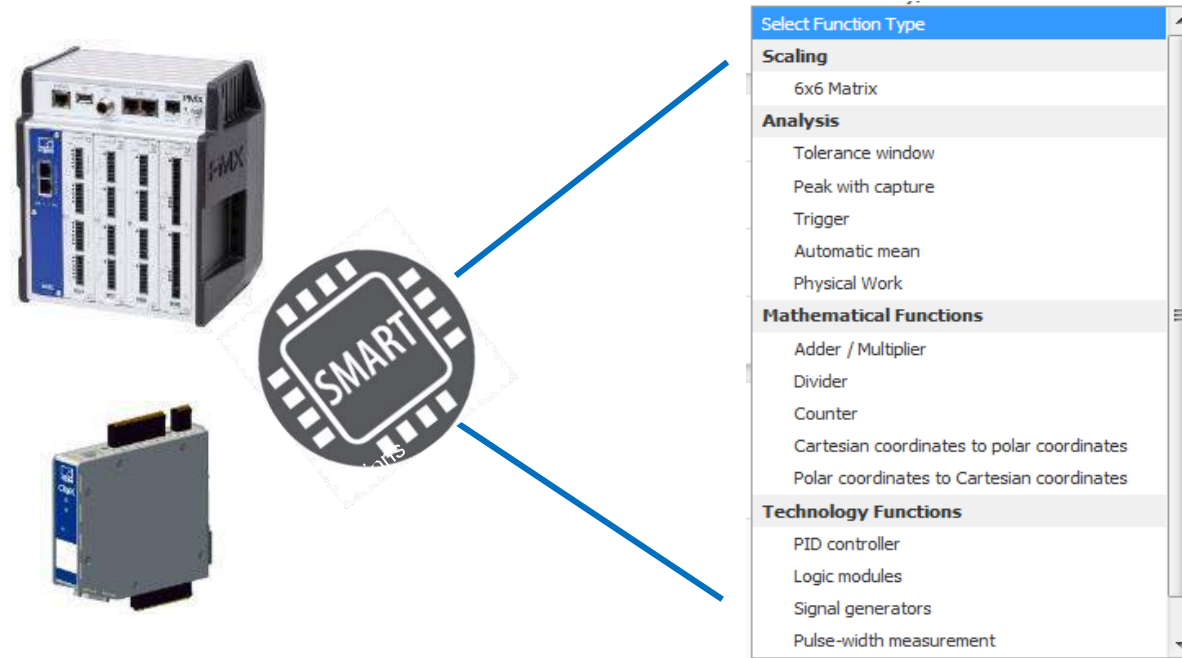 PMX
PMX
SMART
ions
Select Function Type
Scaling
6x6 Matrix
Analysis
Tolerance window
Peak with capture
Trigger
Automatic mean
Physical Work
Mathematical Functions
Adder / Multiplier
Divider
Counter
Cartesian coordinates to polar coordinates
Polar coordinates to Cartesian coordinates
Technology Functions
PID controller
Logic modules
Signal generators
Pulse-width measurement